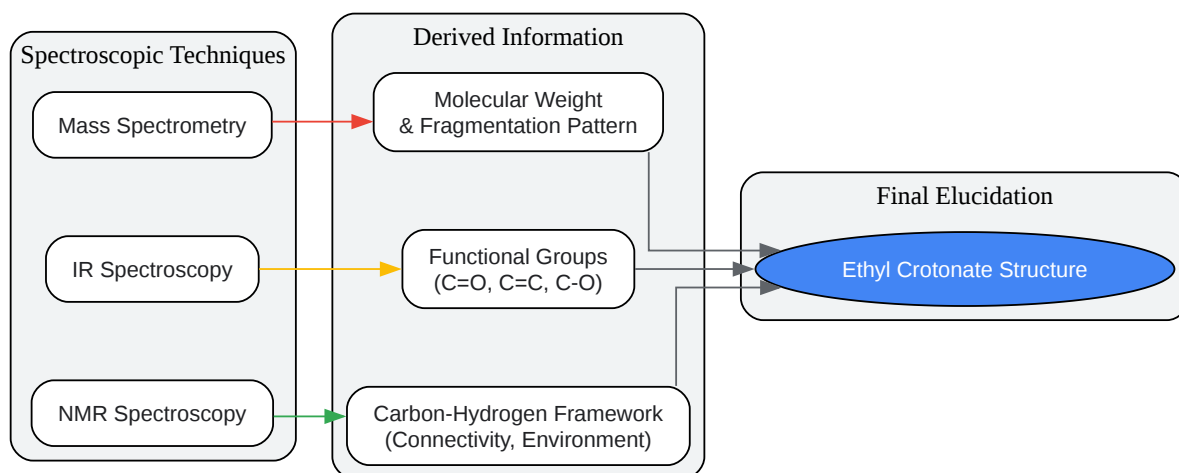 Spectroscopic Techniques
Mass Spectrometry
IR Spectroscopy
NMR Spectroscopy
Derived Information
Molecular Weight
& Fragmentation Pattern
Functional Groups
(C=O, C=C, C-O)
Carbon-Hydrogen Framework
(Connectivity, Environment)
Final Elucidation
Ethyl Crotonate Structure